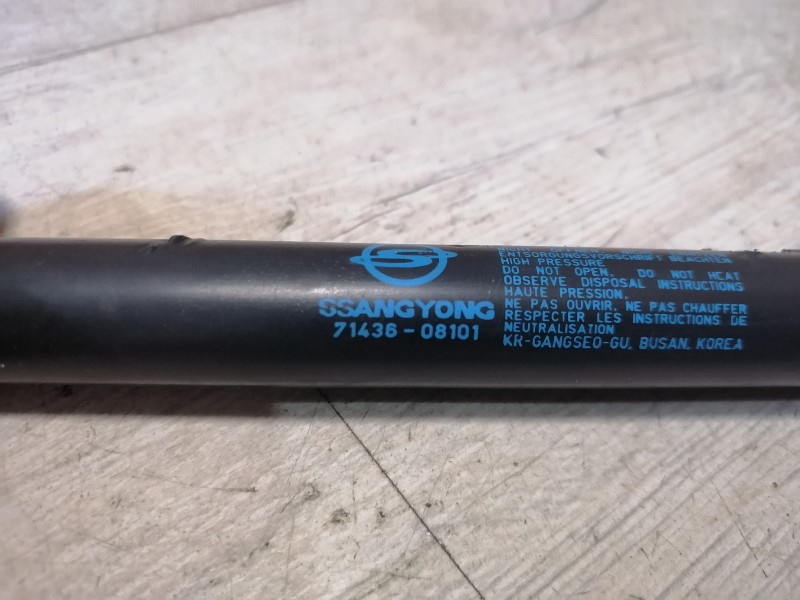 SSANGYONG
71436-08101
ENTSORGUNGSVORSCHRIFT BEACHTEN
HIGH PRESSURE
DO NOT OPEN. DO NOT HEAT
OBSERVE DISPOSAL INSTRUCTIONS
HAUTE PRESSION.
NE PAS OUVRIR. NE PAS CHAUFFER
RESPECTER LES INSTRUCTIONS DE
NEUTRALISATION
KR-GANGSEO-GU, BUSAN, KOREA